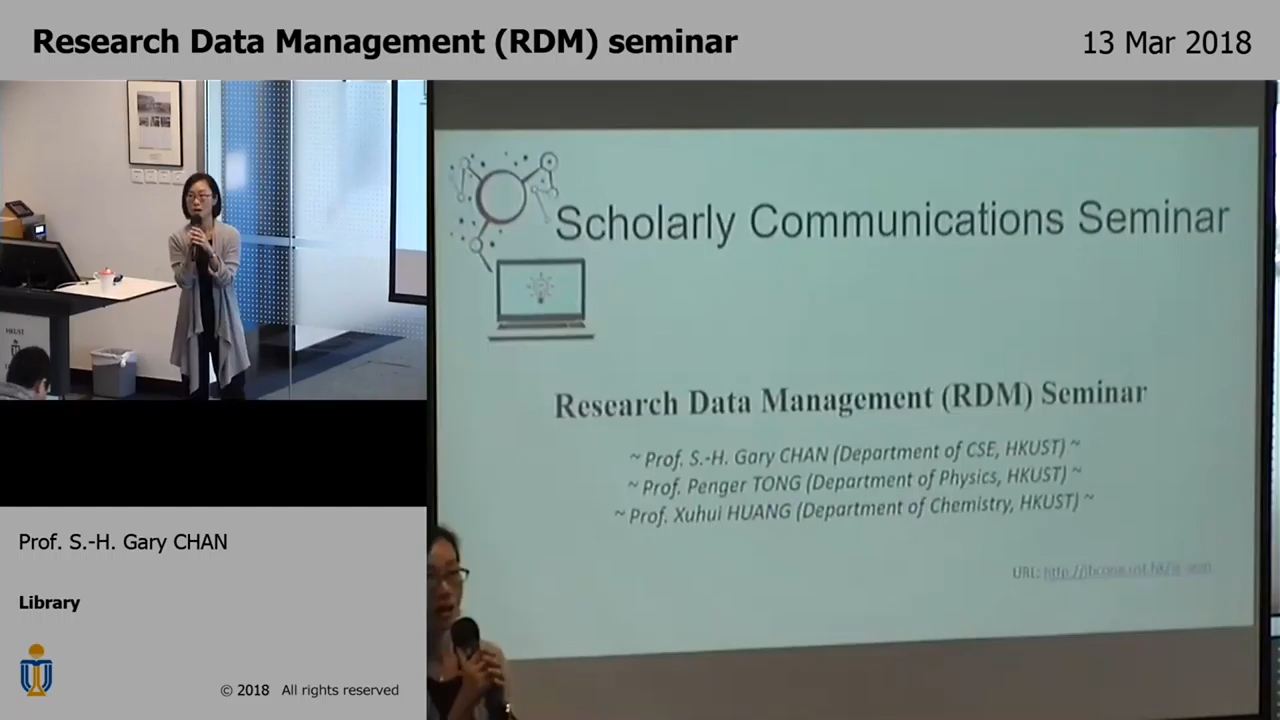 Research Data Management (RDM) seminar
13 Mar 2018
HKUST
Scholarly Communications Seminar
Research Data Management (RDM) Seminar
~ Prof. S.-H. Gary CHAN (Department of CSE, HKUST) ~
~ Prof. Penger TONG (Department of Physics, HKUST) ~
~ Prof. Xuhui HUANG (Department of Chemistry, HKUST) ~
URL:
Prof. S.-H. Gary CHAN
Library
© 2018 All rights reserved